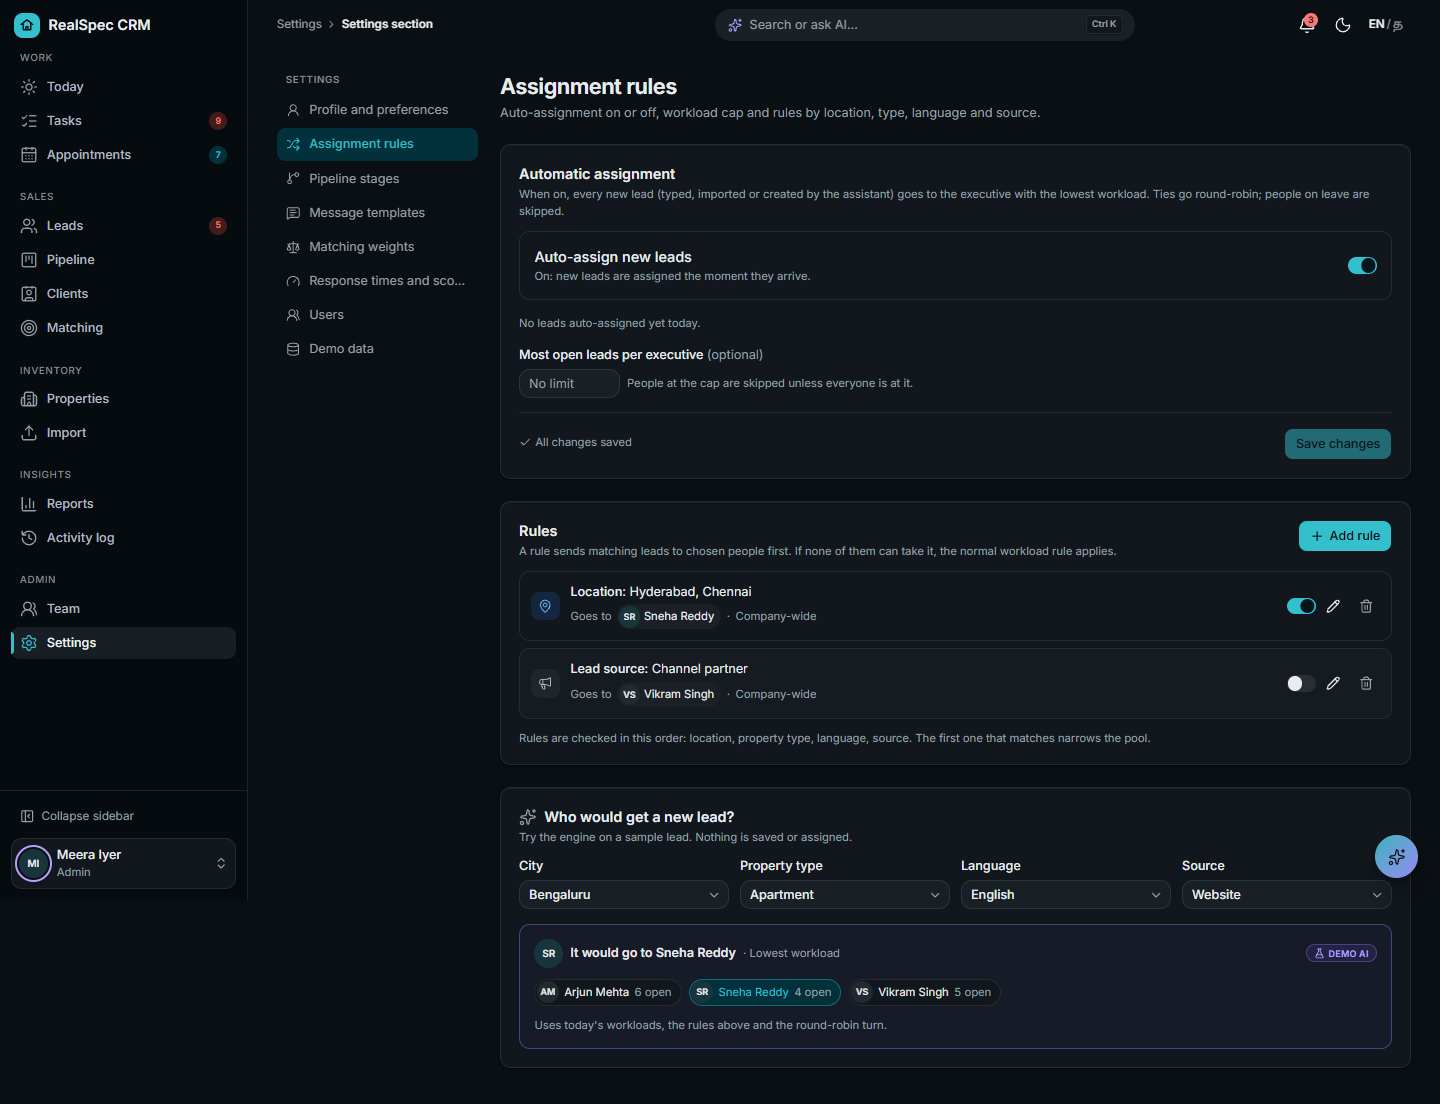 RealSpec CRM
WORK
Today
Tasks
9
Appointments
7
SALES
Leads
5
Pipeline
Clients
Matching
INVENTORY
Properties
Import
INSIGHTS
Reports
Activity log
ADMIN
Team
Settings
Collapse sidebar
MI
Meera Iyer
Admin
Settings > Settings section
Search or ask AI...
Ctrl K
3
EN / த
SETTINGS
Profile and preferences
Assignment rules
Pipeline stages
Message templates
Matching weights
Response times and sco...
Users
Demo data
Assignment rules
Auto-assignment on or off, workload cap and rules by location, type, language and source.
Automatic assignment
When on, every new lead (typed, imported or created by the assistant) goes to the executive with the lowest workload. Ties go round-robin; people on leave are
skipped.
Auto-assign new leads
On: new leads are assigned the moment they arrive.
No leads auto-assigned yet today.
Most open leads per executive (optional)
No limit
People at the cap are skipped unless everyone is at it.
All changes saved
Save changes
Rules
A rule sends matching leads to chosen people first. If none of them can take it, the normal workload rule applies.
+ Add rule
Location: Hyderabad, Chennai
Goes to SR Sneha Reddy · Company-wide
Lead source: Channel partner
Goes to VS Vikram Singh · Company-wide
Rules are checked in this order: location, property type, language, source. The first one that matches narrows the pool.
Who would get a new lead?
Try the engine on a sample lead. Nothing is saved or assigned.
City
Property type
Language
Source
Bengaluru
Apartment
English
Website
SR It would go to Sneha Reddy · Lowest workload
DEMO AI
AM Arjun Mehta 6 open
SR Sneha Reddy 4 open
VS Vikram Singh 5 open
Uses today's workloads, the rules above and the round-robin turn.